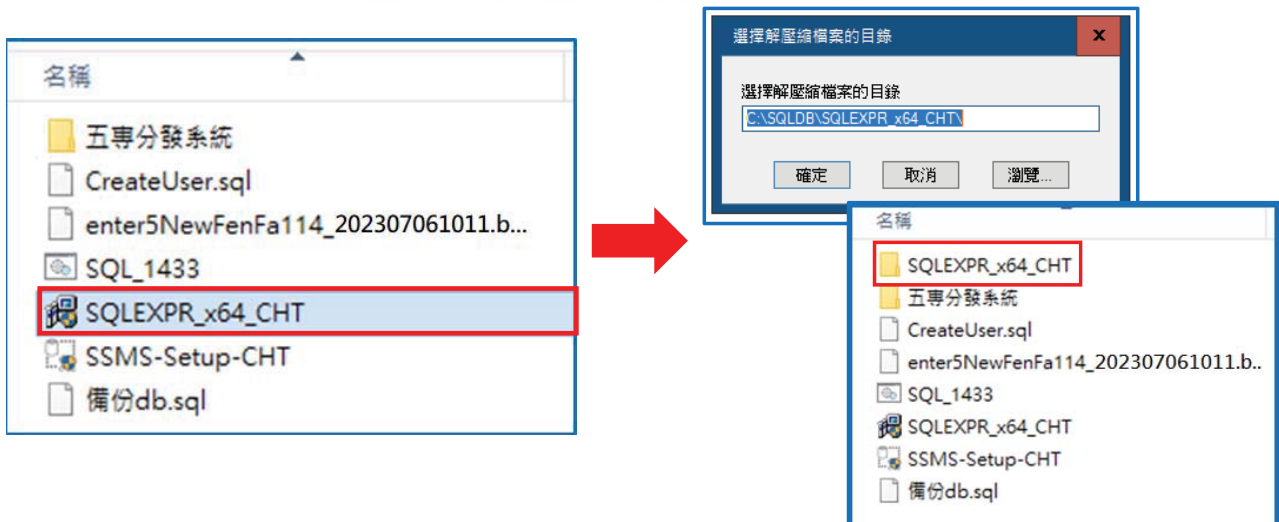 名稱
五專分發系統
CreateUser.sql
enter5NewFenFa114_202307061011.b...
SQL_1433
SQLEXPR_x64_CHT
SSMS-Setup-CHT
備份db.sql
選擇解壓縮檔案的目錄
x
選擇解壓縮檔案的目錄
C:\SQLDB\SQLEXPR_x64_CHT\
確定 取消 瀏覽...
名稱
SQLEXPR_x64_CHT
五專分發系統
CreateUser.sql
enter5NewFenFa114_202307061011.b..
SQL_1433
SQLEXPR_x64_CHT
SSMS-Setup-CHT
備份db.sql